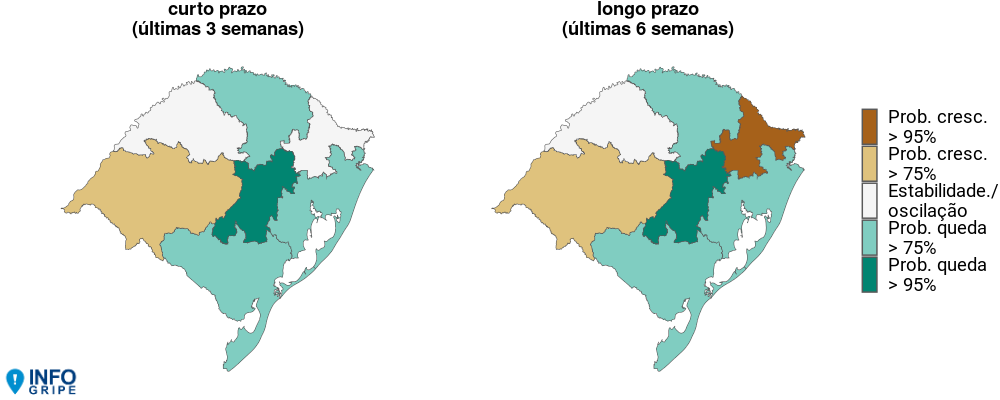 curto prazo
(últimas 3 semanas)
longo prazo
(últimas 6 semanas)
Prob. cresc.
> 95%
Prob. cresc.
> 75%
Estabilidade./
oscilação
Prob. queda
> 75%
Prob. queda
> 95%
INFO
GRIPE